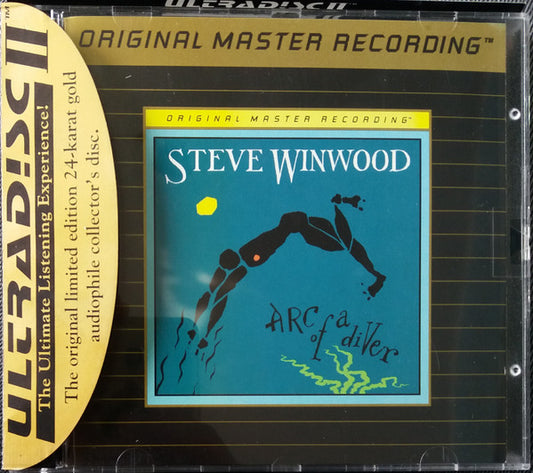 ULTRADISC II
ORIGINAL MASTER RECORDING™
ULTRADISC II™
The Ultimate Listening Experience!
The original limited edition 24-karat gold
audiophile collector's disc.
ORIGINAL MASTER RECORDING™
STEVE WINWOOD
ARC of a diVer